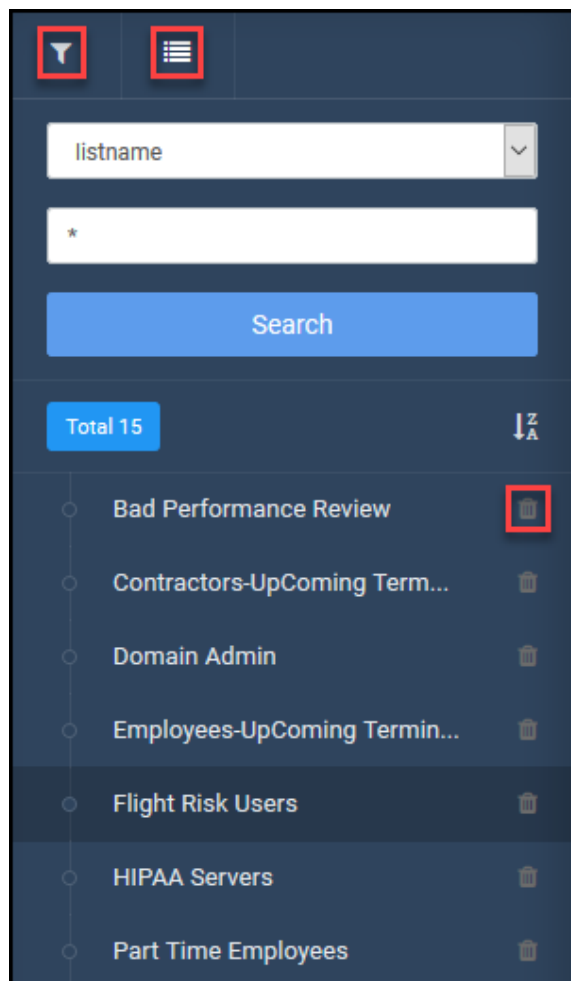 listname
*
Search
Total 15
Z
A
Bad Performance Review
Contractors-UpComing Term...
Domain Admin
Employees-UpComing Termin...
Flight Risk Users
HIPAA Servers
Part Time Employees